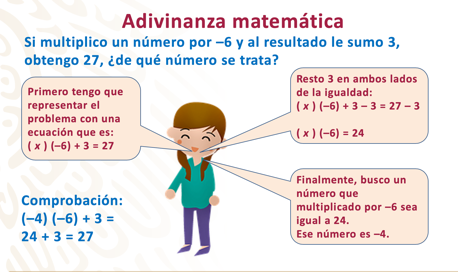 Adivinanza matemática
Si multiplico un número por –6 y al resultado le sumo 3,
obtengo 27, ¿de qué número se trata?
Primero tengo que
representar el
problema con una
ecuación que es:
( x ) (–6) + 3 = 27
Resto 3 en ambos lados
de la igualdad:
( x ) (–6) + 3 – 3 = 27 – 3
( x ) (–6) = 24
Finalmente, busco un
número que
multiplicado por –6 sea
igual a 24.
Ese número es –4.
Comprobación:
(–4) (–6) + 3 =
24 + 3 = 27